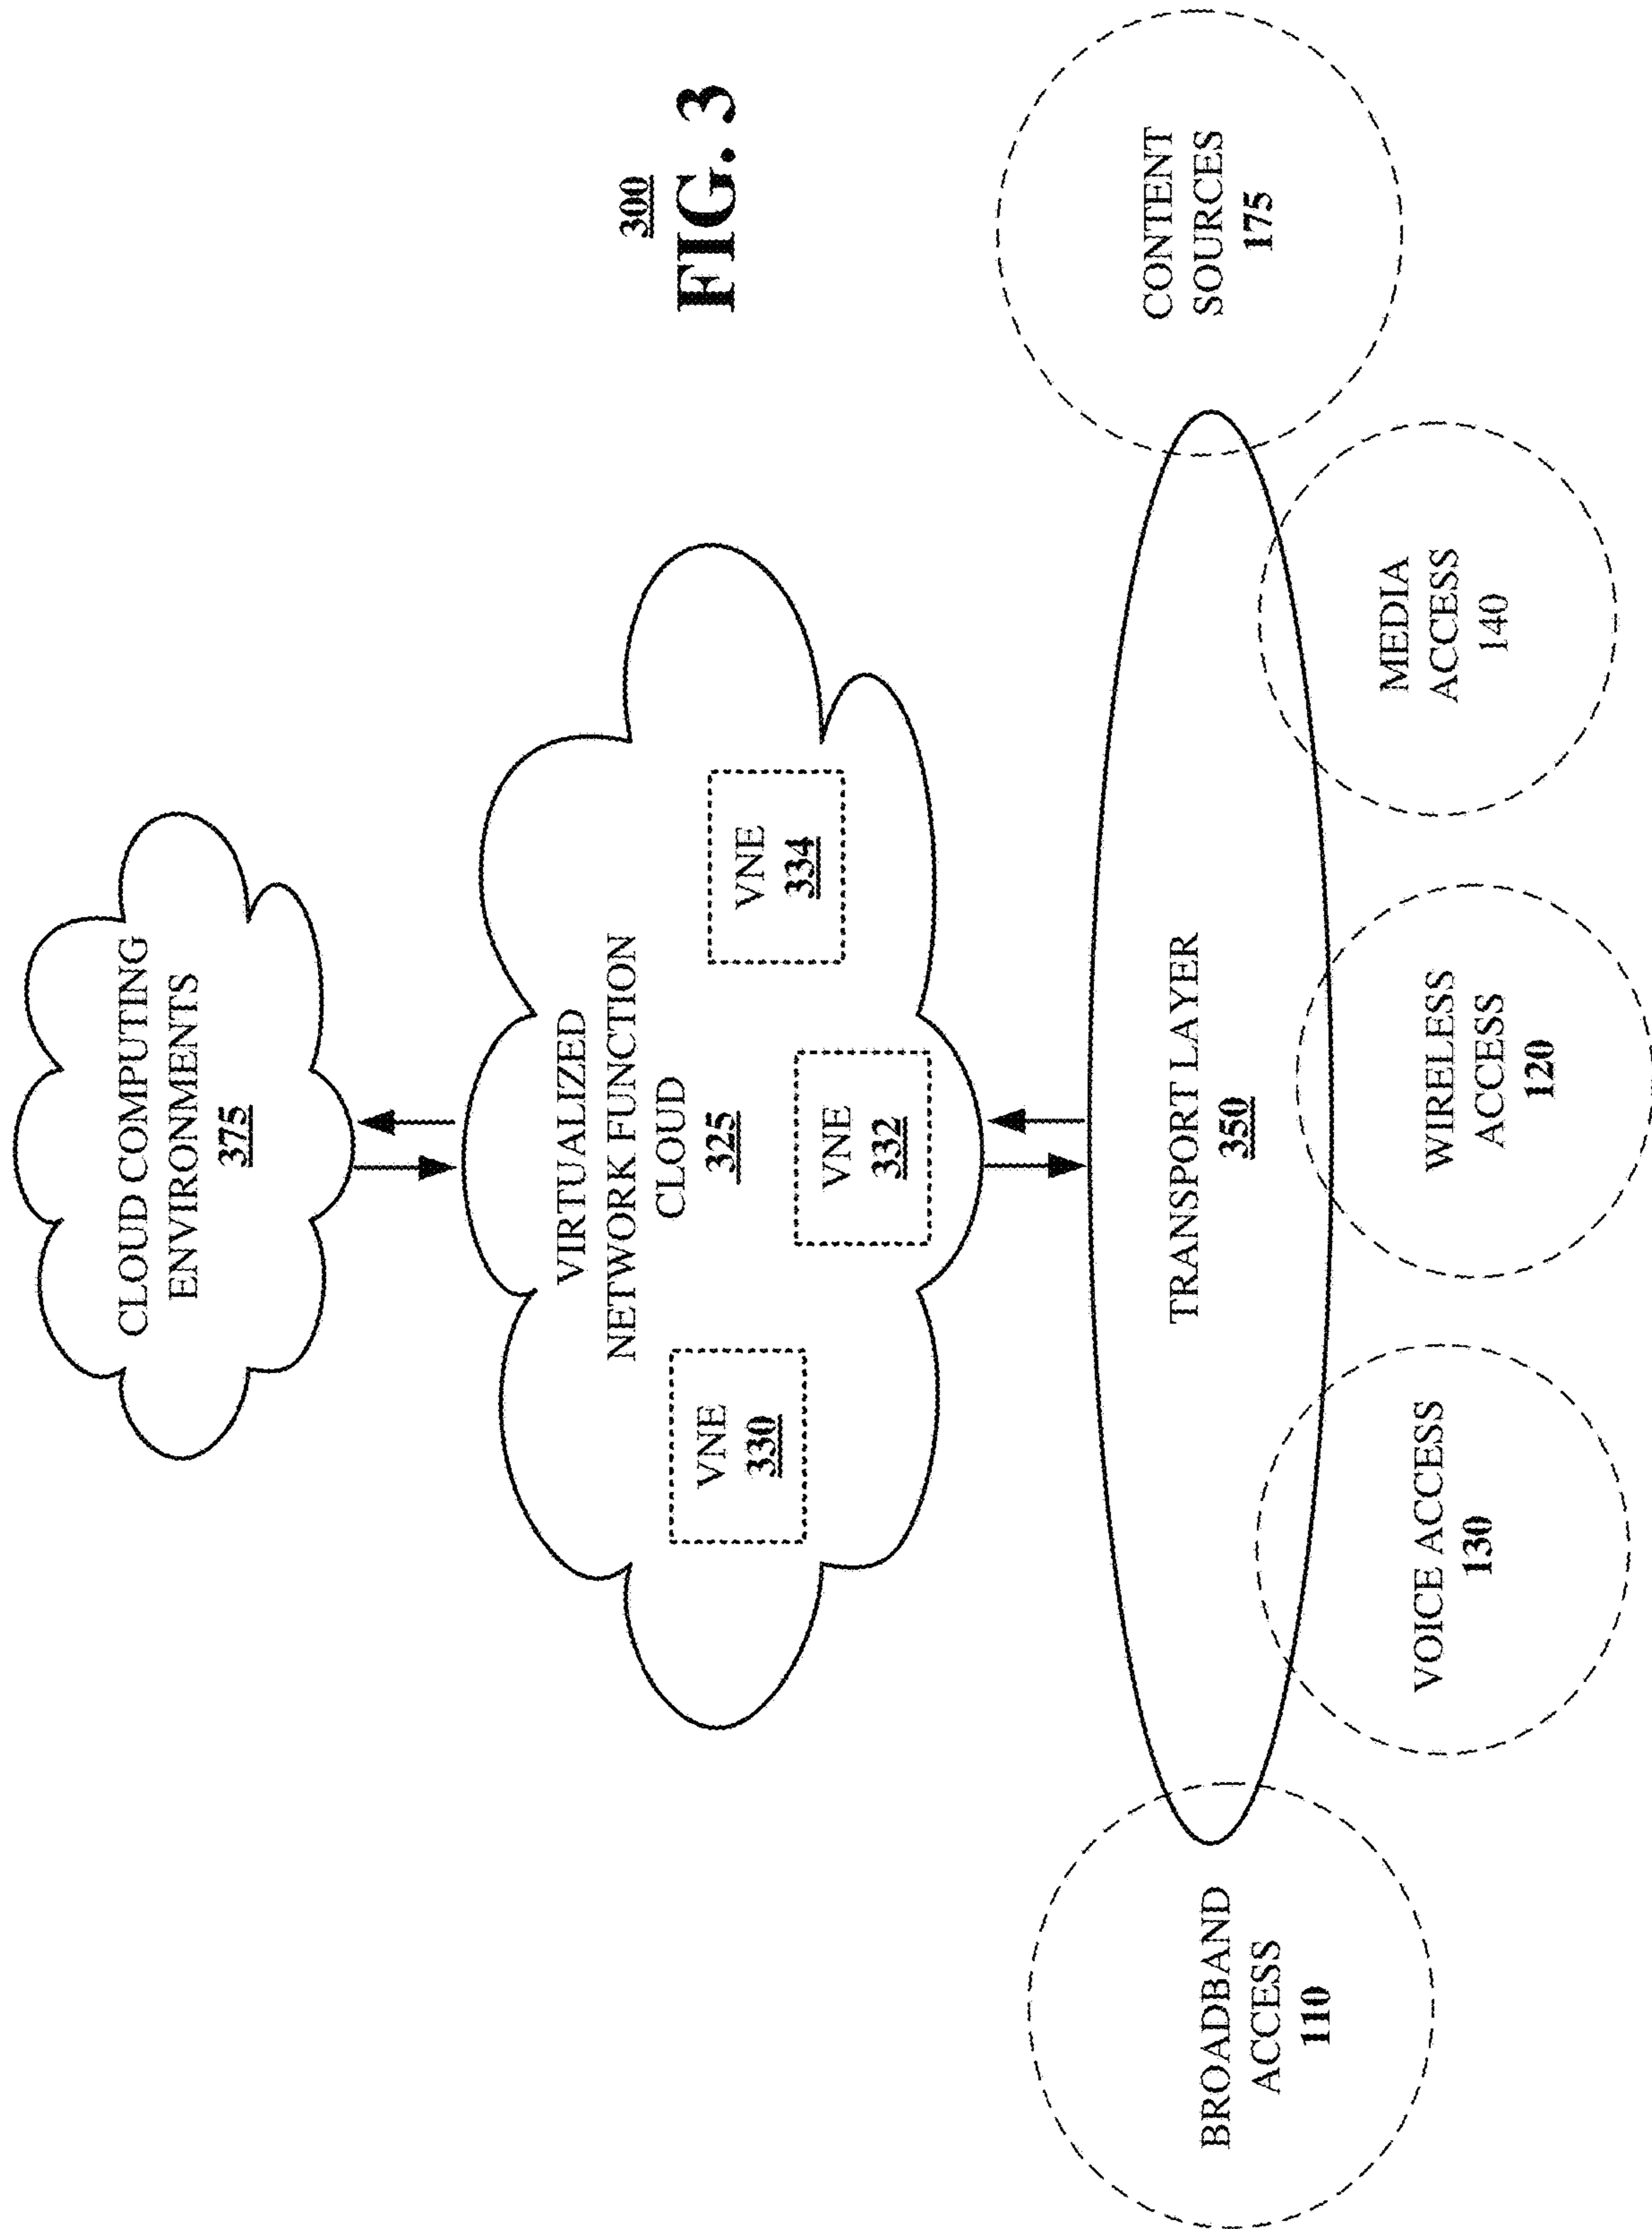 CLOUD COMPUTING
ENVIRONMENTS
375
VIRTUALIZED
NETWORK FUNCTION
CLOUD
325
VNE
330
VNE
332
VNE
334
300
FIG. 3
TRANSPORT LAYER
350
BROADBAND
ACCESS
110
VOICE ACCESS
130
WIRELESS
ACCESS
120
MEDIA
ACCESS
140
CONTENT
SOURCES
175